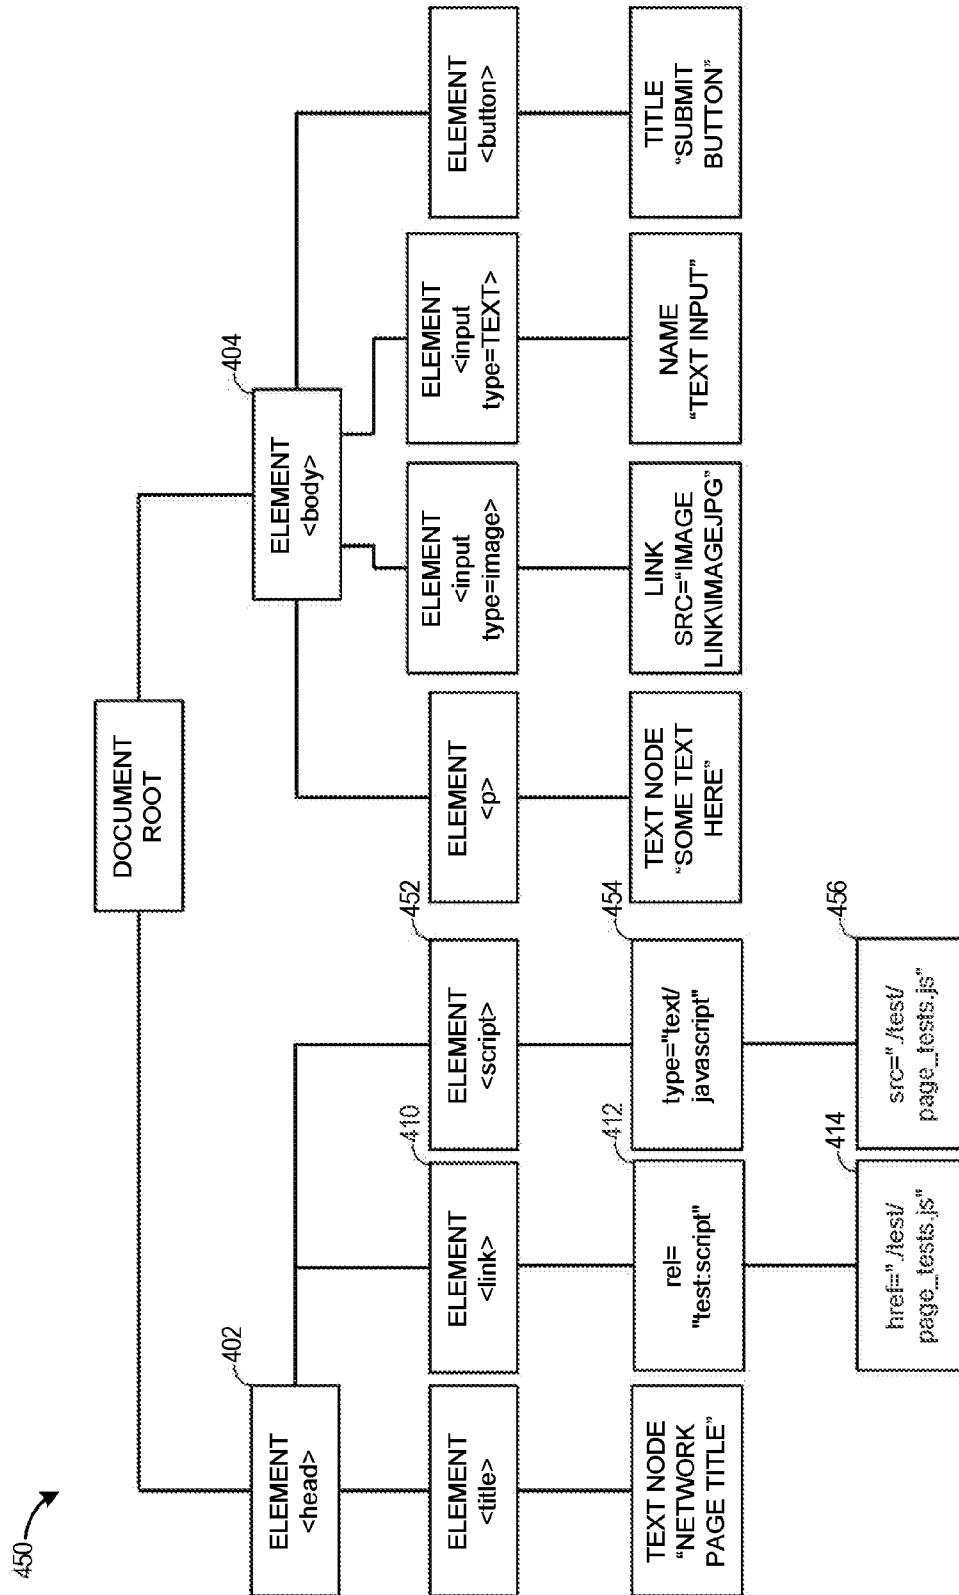 450
DOCUMENT
ROOT
402
ELEMENT
<head>
404
ELEMENT
<body>
ELEMENT
<title>
410
ELEMENT
<link>
452
ELEMENT
<script>
ELEMENT
<p>
ELEMENT
<input
type=image>
ELEMENT
<input
type=TEXT>
ELEMENT
<button>
TEXT NODE
“NETWORK
PAGE TITLE”
412
rel=
"test:script"
454
type="text/
javascript"
TEXT NODE
“SOME TEXT
HERE”
LINK
SRC=“IMAGE
LINK\IMAGEJPG”
NAME
“TEXT INPUT”
TITLE
“SUBMIT
BUTTON”
414
href="./test/
page_tests.js"
456
src="./test/
page_tests.js"